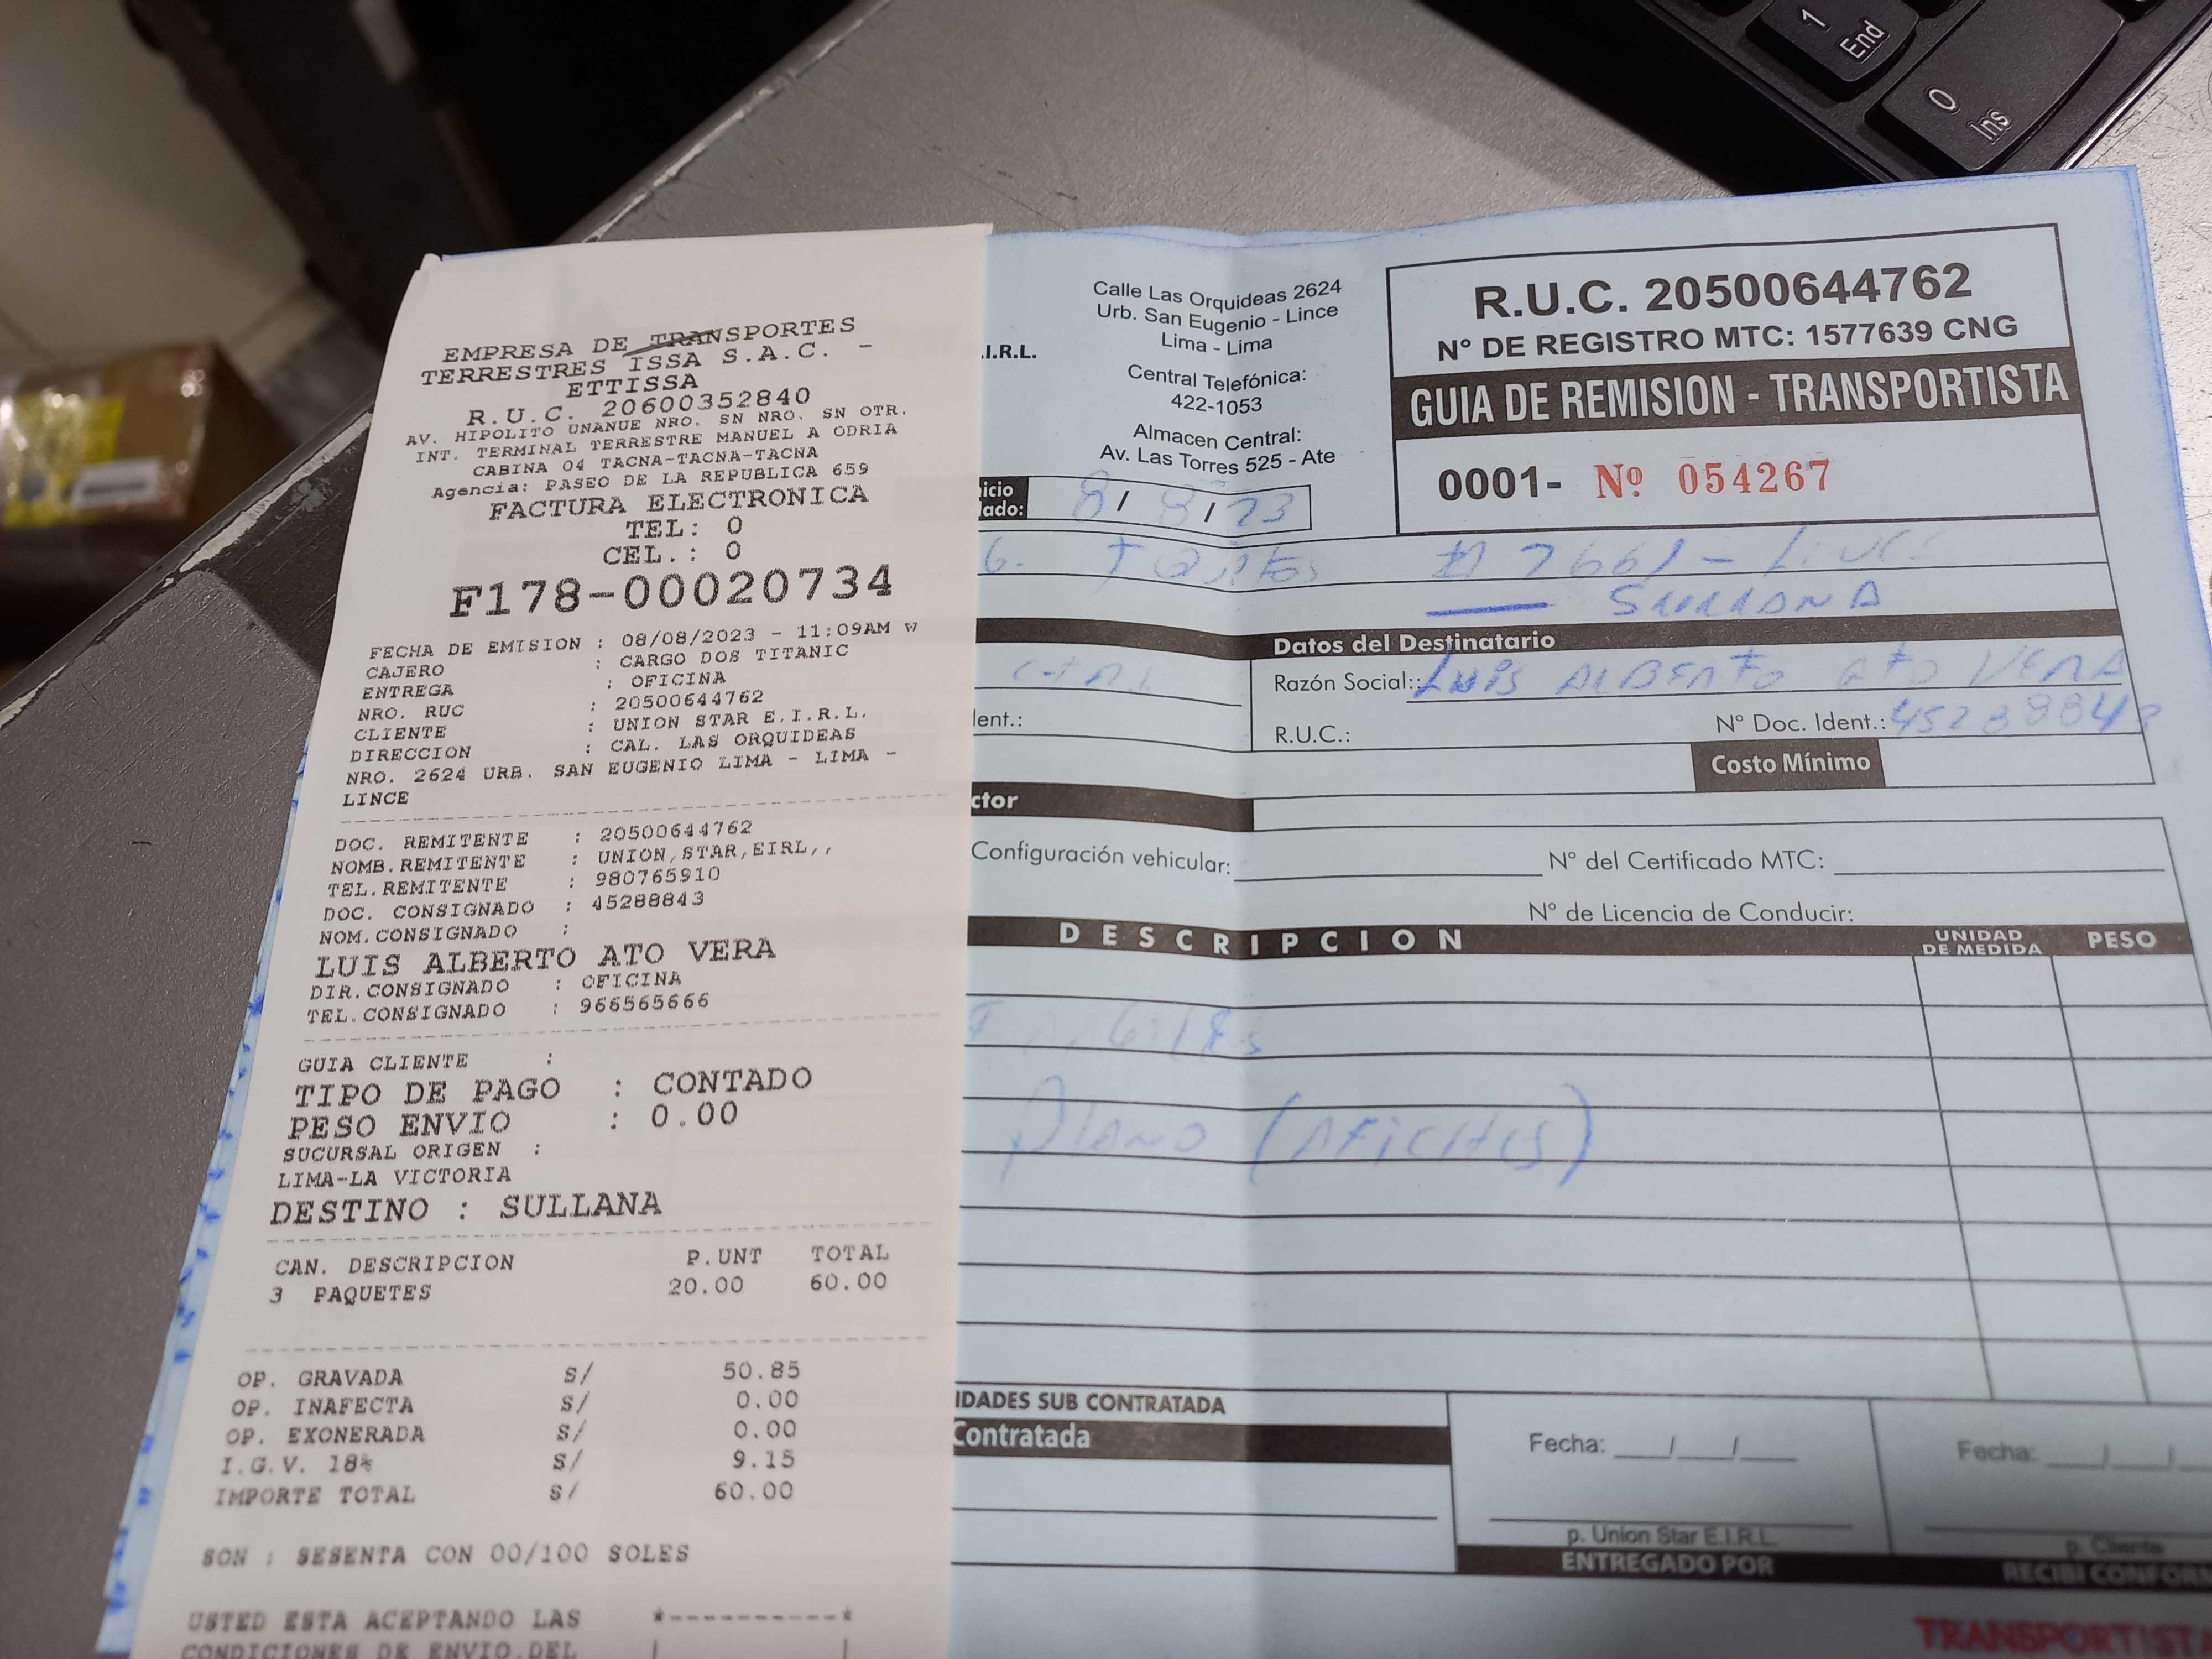 EMPRESA DE TRANSPORTES
TERRESTRES ISSA S.A.C. -
ETTISSA
R.U.C. 20600352840
AV. HIPOLITO UNANUE NRO. SN NRO. SN OTR.
INT. TERMINAL TERRESTRE MANUEL A ODRIA
CABINA 04 TACNA-TACNA-TACNA
Agencia: PASEO DE LA REPUBLICA 659
FACTURA ELECTRONICA
TEL: 0
CEL.: 0
F178-00020734
FECHA DE EMISION : 08/08/2023 - 11:09AM W
CAJERO : CARGO DOS TITANIC
ENTREGA : OFICINA
NRO. RUC : 20500644762
CLIENTE : UNION STAR E.I.R.L.
DIRECCION : CAL. LAS ORQUIDEAS
NRO. 2624 URB. SAN EUGENIO LIMA - LIMA -
LINCE
DOC. REMITENTE : 20500644762
NOMB.REMITENTE : UNION,STAR,EIRL,,
TEL.REMITENTE : 980765910
DOC. CONSIGNADO : 45288843
NOM.CONSIGNADO :
LUIS ALBERTO ATO VERA
DIR.CONSIGNADO : OFICINA
TEL.CONSIGNADO : 966565666
GUIA CLIENTE :
TIPO DE PAGO : CONTADO
PESO ENVIO : 0.00
SUCURSAL ORIGEN :
LIMA-LA VICTORIA
DESTINO : SULLANA
CAN. DESCRIPCION P.UNT TOTAL
3 PAQUETES 20.00 60.00
OP. GRAVADA S/ 50.85
OP. INAFECTA S/ 0.00
OP. EXONERADA S/ 0.00
I.G.V. 18% S/ 9.15
IMPORTE TOTAL S/ 60.00
SON : SESENTA CON 00/100 SOLES
USTED ESTA ACEPTANDO LAS *-----------*
CONDICIONES DE ENVIO DEL
.I.R.L.
Calle Las Orquideas 2624
Urb. San Eugenio - Lince
Lima - Lima
Central Telefónica:
422-1053
Almacen Central:
Av. Las Torres 525 - Ate
R.U.C. 20500644762
Nº DE REGISTRO MTC: 1577639 CNG
GUIA DE REMISION - TRANSPORTISTA
0001- Nº 054267
icio
lado:
8/ 8/ 23
SULLANA
Datos del Destinatario
Razón Social: LUIS ALBERTO ATO VERA
lent.:
R.U.C.: Nº Doc. Ident.: 45288843
Costo Mínimo
ctor
Configuración vehicular: Nº del Certificado MTC:
Nº de Licencia de Conducir:
DESCRIPCION UNIDAD DE MEDIDA PESO
PLANO (AFICHES)
IDADES SUB CONTRATADA
Contratada
Fecha: / / Fecha: / /
p. Union Star E.I.R.L. p. Cliente
ENTREGADO POR RECIBI CONFORM
TRANSPORTISTA
1 End
0 Ins